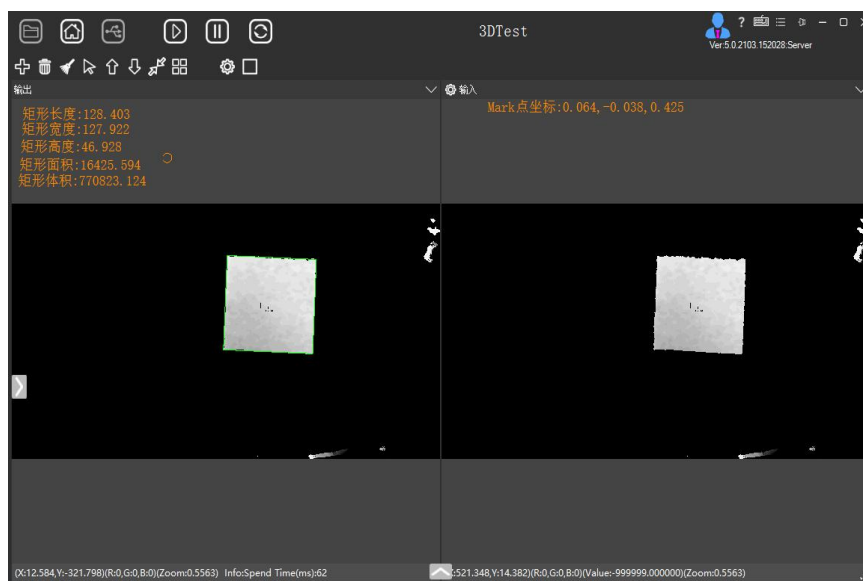 3DTest
?
Ver:5.0.2103.152028:Server
输出
输入
矩形长度:128.403
矩形宽度:127.922
矩形高度:46.928
矩形面积:16425.594
矩形体积:770823.124
Mark点坐标:0.064,-0.038,0.425
(X:12.584,Y:-321.798)(R:0,G:0,B:0)(Zoom:0.5563) Info:Spend Time(ms):62
:521.348,Y:14.382)(R:0,G:0,B:0)(Value:-999999.000000)(Zoom:0.5563)